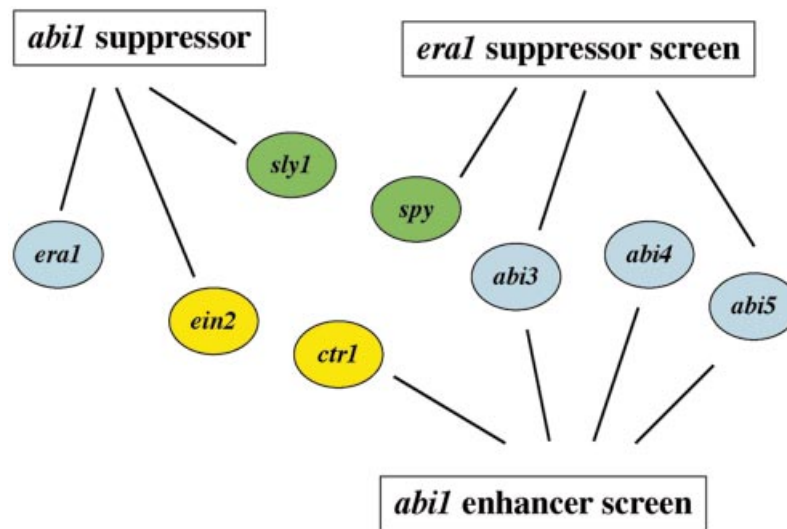 abi1 suppressor
era1 suppressor screen
sly1
spy
era1
abi3
abi4
abi5
ein2
ctr1
abi1 enhancer screen